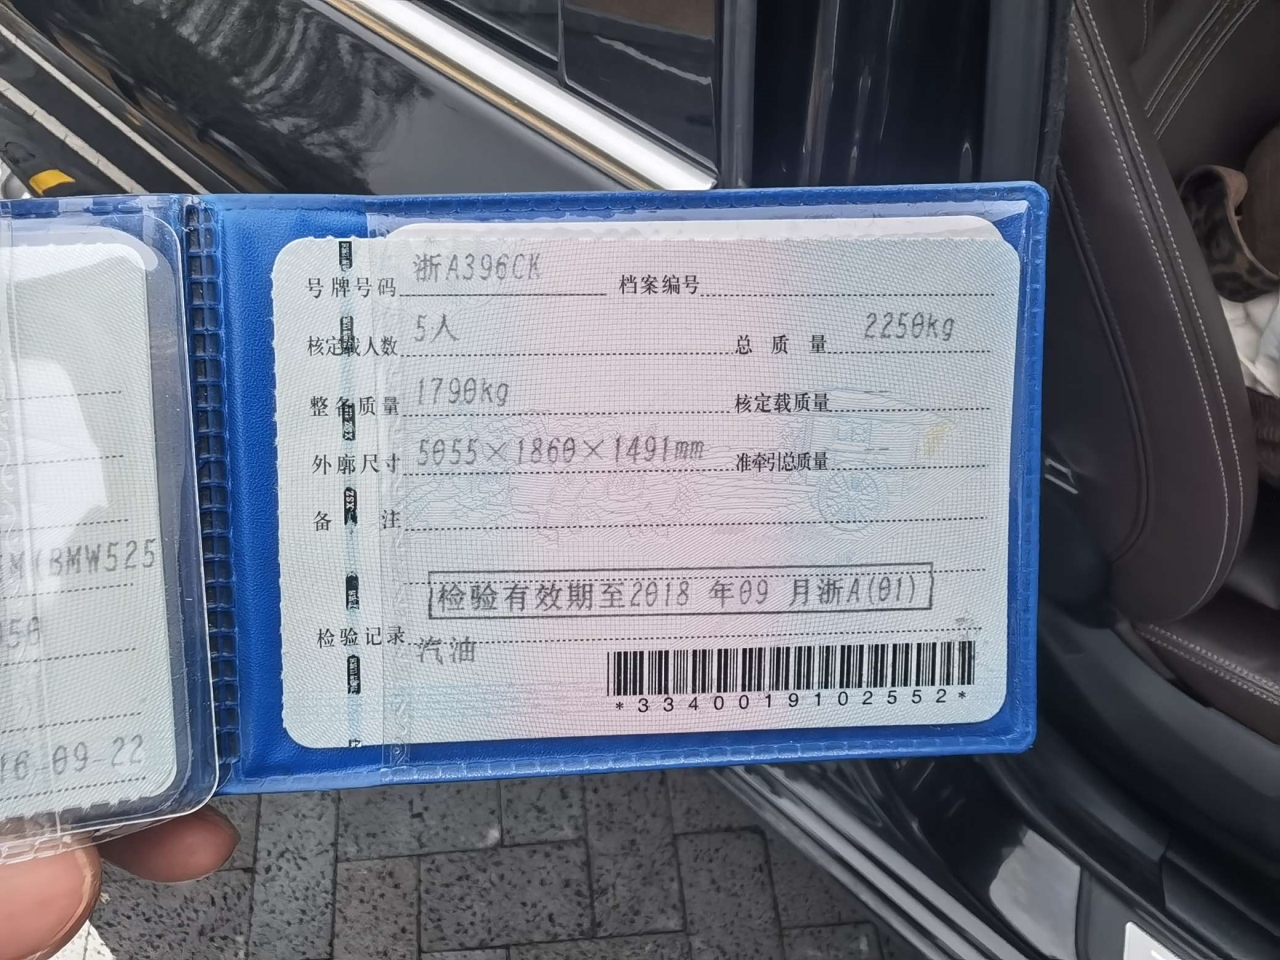 号牌号码 浙A396CK 档案编号
核定载人数 5人 总质量 2250kg
整备质量 1790kg 核定载质量 --
外廓尺寸 5055×1860×1491mm 准牵引总质量 --
备注
检验有效期至2018 年09 月浙A(01)
检验记录 汽油
*3340019102552*
BMW525
16-09-22